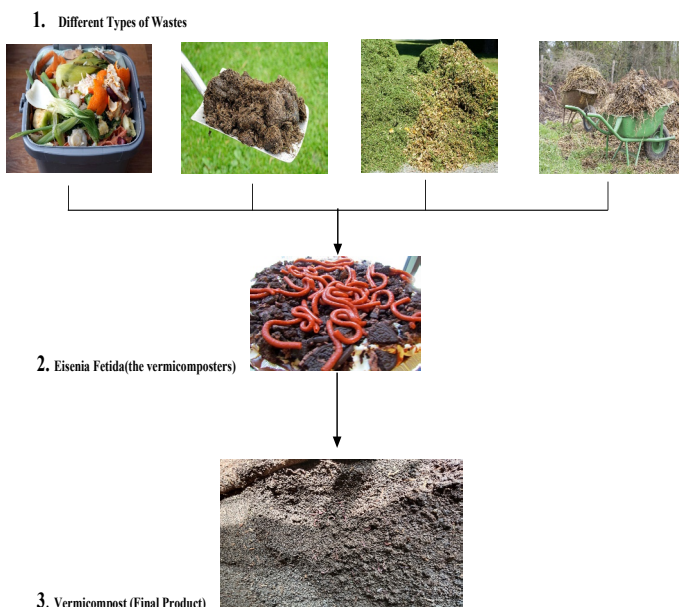 1. Different Types of Wastes
2. Eisenia Fetida(the vermicomposters)
3. Vermicompost (Final Product)